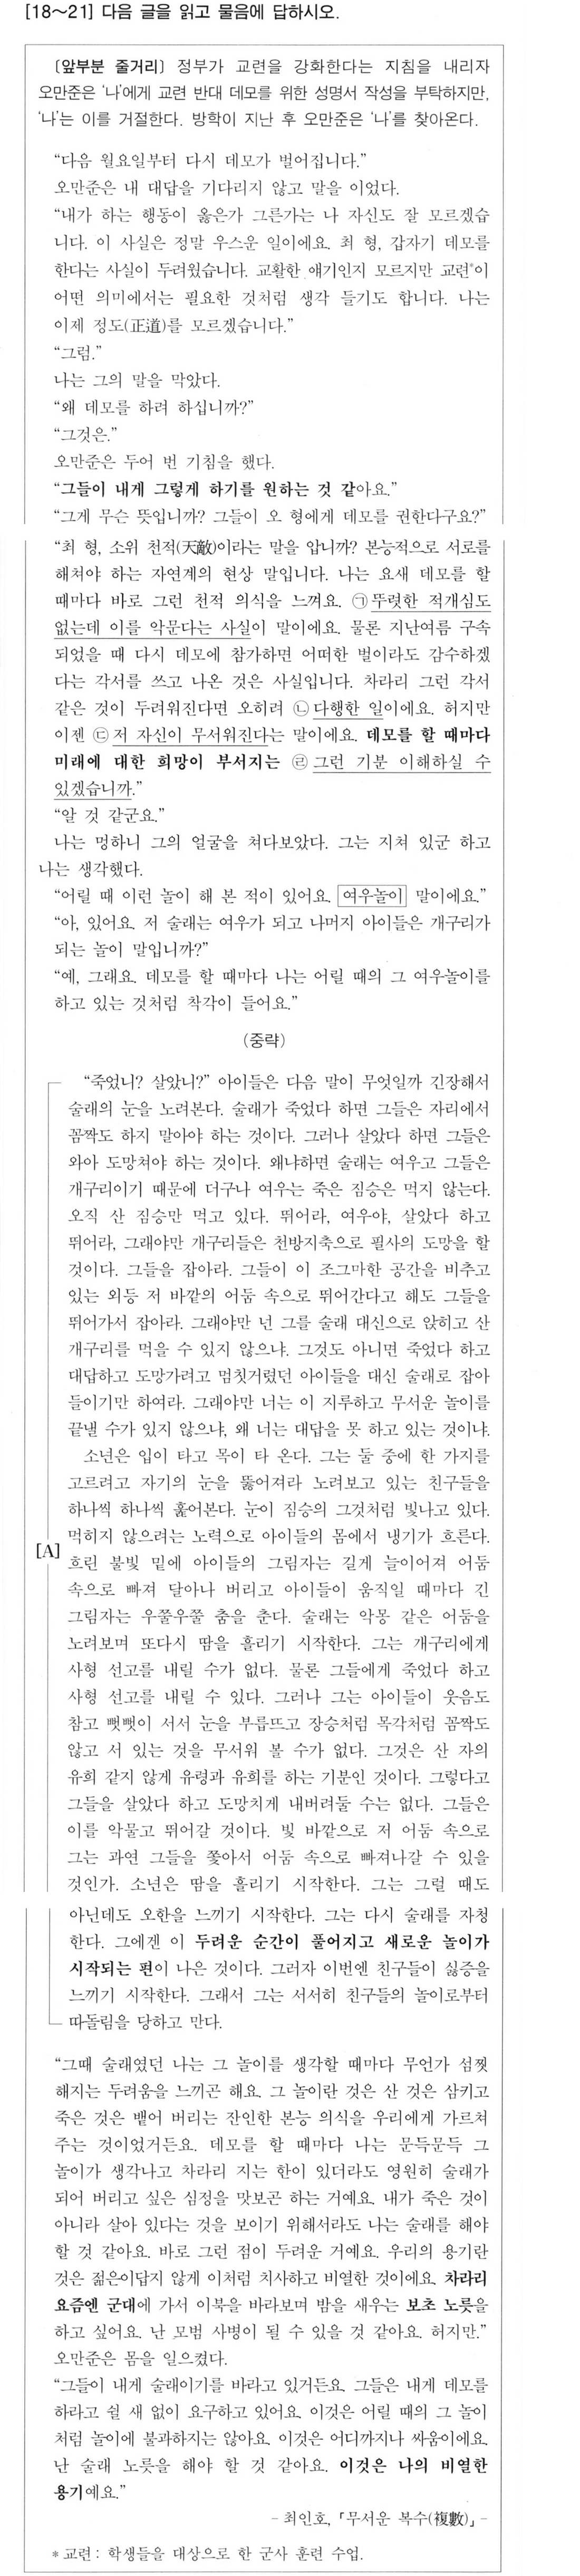 [18~21] 다음 글을 읽고 물음에 답하시오.
[앞부분 줄거리] 정부가 교련을 강화한다는 지침을 내리자
오만준은 ‘나’에게 교련 반대 데모를 위한 성명서 작성을 부탁하지만,
‘나’는 이를 거절한다. 방학이 지난 후 오만준은 ‘나’를 찾아온다.
“다음 월요일부터 다시 데모가 벌어집니다.”
오만준은 내 대답을 기다리지 않고 말을 이었다.
“내가 하는 행동이 옳은가 그른가는 나 자신도 잘 모르겠습
니다. 이 사실은 정말 우스운 일이에요. 최 형, 갑자기 데모를
한다는 사실이 두려웠습니다. 교활한 얘기인지 모르지만 교련*이
어떤 의미에서는 필요한 것처럼 생각 들기도 합니다. 나는
이제 정도(正道)를 모르겠습니다.”
“그럼.”
나는 그의 말을 막았다.
“왜 데모를 하려 하십니까?”
“그것은.”
오만준은 두어 번 기침을 했다.
“그들이 내게 그렇게 하기를 원하는 것 같아요.”
“그게 무슨 뜻입니까? 그들이 오 형에게 데모를 권한다구요?”
“최 형, 소위 천적(天敵)이라는 말을 압니까? 본능적으로 서로를
해쳐야 하는 자연계의 현상 말입니다. 나는 요새 데모를 할
때마다 바로 그런 천적 의식을 느껴요. ㉠ 뚜렷한 적개심도
없는데 이를 악문다는 사실이 말이에요. 물론 지난여름 구속
되었을 때 다시 데모에 참가하면 어떠한 벌이라도 감수하겠
다는 각서를 쓰고 나온 것은 사실입니다. 차라리 그런 각서
같은 것이 두려워진다면 오히려 ㉡ 다행한 일이에요. 허지만
이젠 ㉢ 저 자신이 무서워진다는 말이에요. 데모를 할 때마다
미래에 대한 희망이 부서지는 ㉣ 그런 기분 이해하실 수
있겠습니까.”
“알 것 같군요.”
나는 멍하니 그의 얼굴을 쳐다보았다. 그는 지쳐 있군 하고
나는 생각했다.
“어릴 때 이런 놀이 해 본 적이 있어요. 여우놀이 말이에요.”
“아, 있어요. 저 술래는 여우가 되고 나머지 아이들은 개구리가
되는 놀이 말입니까?”
“예, 그래요. 데모를 할 때마다 나는 어릴 때의 그 여우놀이를
하고 있는 것처럼 착각이 들어요.”
(중략)
“죽었니? 살았니?” 아이들은 다음 말이 무엇일까 긴장해서
술래의 눈을 노려본다. 술래가 죽었다 하면 그들은 자리에서
꼼짝도 하지 말아야 하는 것이다. 그러나 살았다 하면 그들은
와아 도망쳐야 하는 것이다. 왜냐하면 술래는 여우고 그들은
개구리이기 때문에 더구나 여우는 죽은 짐승은 먹지 않는다.
오직 산 짐승만 먹고 있다. 뛰어라, 여우야, 살았다 하고
뛰어라, 그래야만 개구리들은 천방지축으로 필사의 도망을 할
것이다. 그들을 잡아라. 그들이 이 조그마한 공간을 비추고
있는 외등 저 바깥의 어둠 속으로 뛰어간다고 해도 그들을
뛰어가서 잡아라. 그래야만 넌 그를 술래 대신으로 앉히고 산
개구리를 먹을 수 있지 않으냐. 그것도 아니면 죽었다 하고
대답하고 도망가려고 멈칫거렸던 아이들을 대신 술래로 잡아
들이기만 하여라. 그래야만 너는 이 지루하고 무서운 놀이를
끝낼 수가 있지 않으냐, 왜 너는 대답을 못 하고 있는 것이냐.
소년은 입이 타고 목이 타 온다. 그는 둘 중에 한 가지를
고르려고 자기의 눈을 뚫어져라 노려보고 있는 친구들을
하나씩 하나씩 훑어본다. 눈이 짐승의 그것처럼 빛나고 있다.
[A] 먹히지 않으려는 노력으로 아이들의 몸에서 냉기가 흐른다.
흐린 불빛 밑에 아이들의 그림자는 길게 늘이어져 어둠
속으로 빠져 달아나 버리고 아이들이 움직일 때마다 긴
그림자는 우쭐우쭐 춤을 춘다. 술래는 악몽 같은 어둠을
노려보며 또다시 땀을 흘리기 시작한다. 그는 개구리에게
사형 선고를 내릴 수가 없다. 물론 그들에게 죽었다 하고
사형 선고를 내릴 수 있다. 그러나 그는 아이들이 웃음도
참고 뻣뻣이 서서 눈을 부릅뜨고 장승처럼 목각처럼 꼼짝도
않고 서 있는 것을 무서워 볼 수가 없다. 그것은 산 자의
유희 같지 않게 유령과 유희를 하는 기분인 것이다. 그렇다고
그들을 살았다 하고 도망치게 내버려둘 수는 없다. 그들은
이를 악물고 뛰어갈 것이다. 빛 바깥으로 저 어둠 속으로
그는 과연 그들을 쫓아서 어둠 속으로 빠져나갈 수 있을
것인가. 소년은 땀을 흘리기 시작한다. 그는 그럴 때도
아닌데도 오한을 느끼기 시작한다. 그는 다시 술래를 자청
한다. 그에겐 이 두려운 순간이 풀어지고 새로운 놀이가
시작되는 편이 나은 것이다. 그러자 이번엔 친구들이 싫증을
느끼기 시작한다. 그래서 그는 서서히 친구들의 놀이로부터
따돌림을 당하고 만다.
“그때 술래였던 나는 그 놀이를 생각할 때마다 무언가 섬찟
해지는 두려움을 느끼곤 해요. 그 놀이란 것은 산 것은 삼키고
죽은 것은 뱉어 버리는 잔인한 본능 의식을 우리에게 가르쳐
주는 것이었거든요. 데모를 할 때마다 나는 문득문득 그
놀이가 생각나고 차라리 지는 한이 있더라도 영원히 술래가
되어 버리고 싶은 심정을 맛보곤 하는 거예요. 내가 죽은 것이
아니라 살아 있다는 것을 보이기 위해서라도 나는 술래를 해야
할 것 같아요. 바로 그런 점이 두려운 거예요. 우리의 용기란
것은 젊은이답지 않게 이처럼 치사하고 비열한 것이에요. 차라리
요즘엔 군대에 가서 이북을 바라보며 밤을 새우는 보초 노릇을
하고 싶어요. 난 모범 사병이 될 수 있을 것 같아요. 허지만.”
오만준은 몸을 일으켰다.
“그들이 내게 술래이기를 바라고 있거든요. 그들은 내게 데모를
하라고 쉴 새 없이 요구하고 있어요. 이것은 어릴 때의 그 놀이
처럼 놀이에 불과하지는 않아요. 이것은 어디까지나 싸움이에요.
난 술래 노릇을 해야 할 것 같아요. 이것은 나의 비열한
용기예요.”
- 최인호, 「무서운 복수(複數)」 -
* 교련 : 학생들을 대상으로 한 군사 훈련 수업.